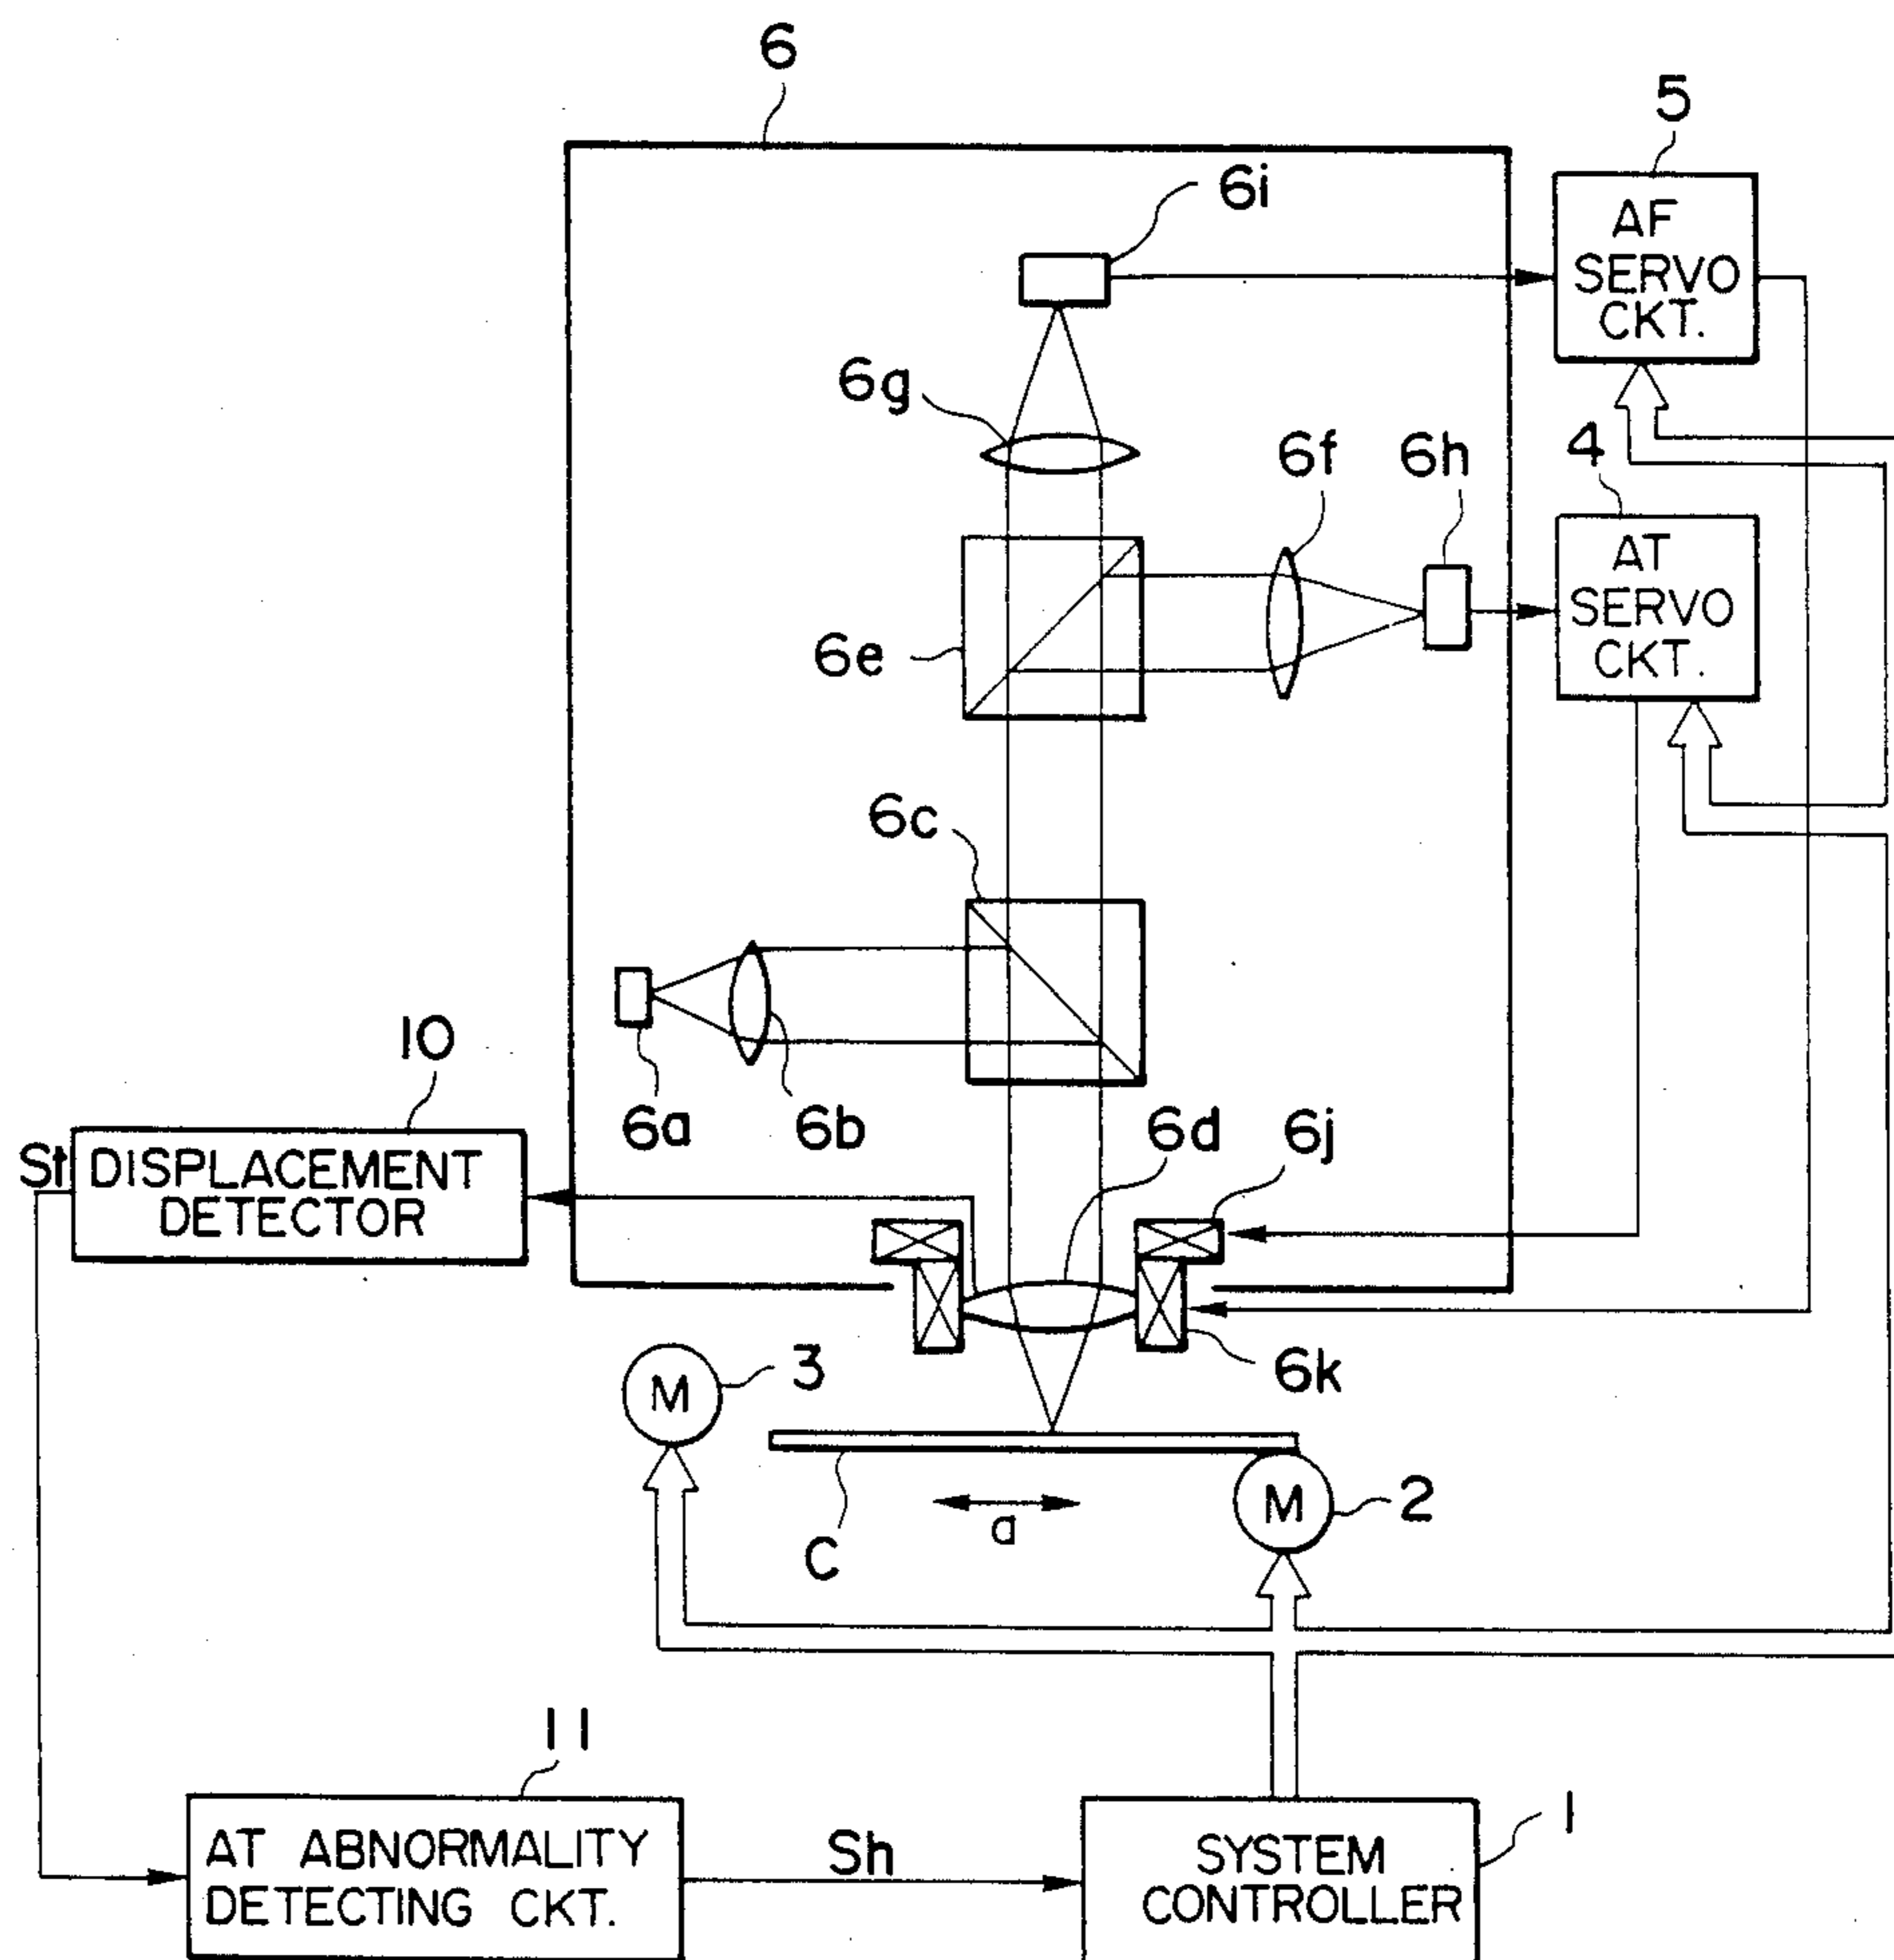 6
5
6i
AF
SERVO
CKT.
6g
6f
6h
4
AT
SERVO
CKT.
6e
6c
10
6a
6b
6d
6j
St
DISPLACEMENT
DETECTOR
M
3
6k
C
a
M
2
11
1
AT ABNORMALITY
DETECTING CKT.
Sh
SYSTEM
CONTROLLER